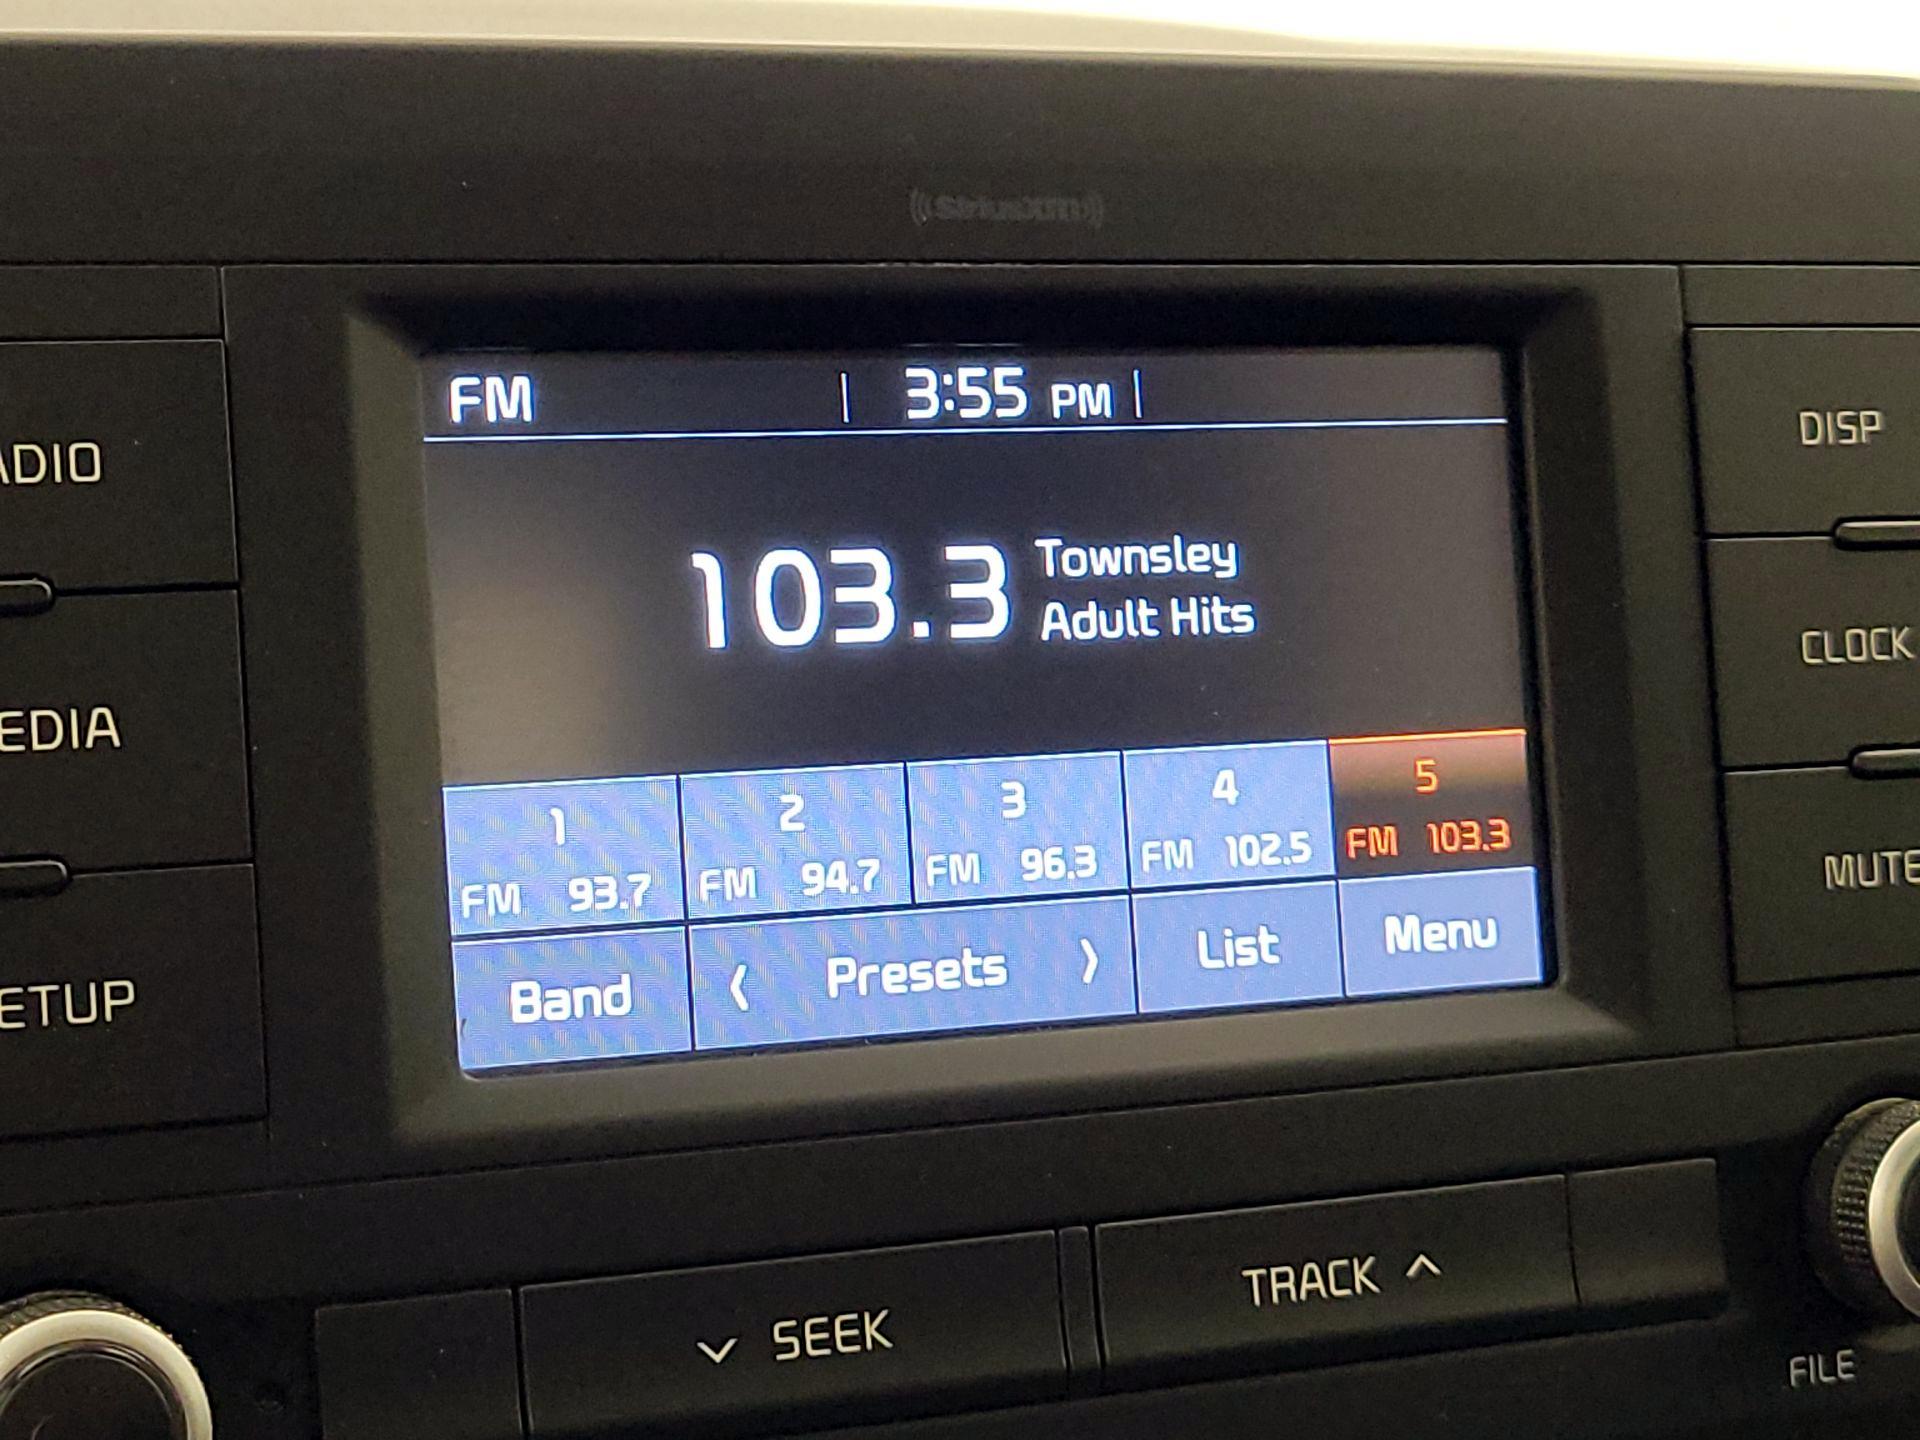 ((SiriusXM))
FM | 3:55 PM |
103.3 Townsley
Adult Hits
1 2 3 4 5
FM 93.7 FM 94.7 FM 96.3 FM 102.5 FM 103.3
Band ⟨ Presets ⟩ List Menu
ADIO
EDIA
ETUP
DISP
CLOCK
MUTE
SEEK
TRACK
FILE